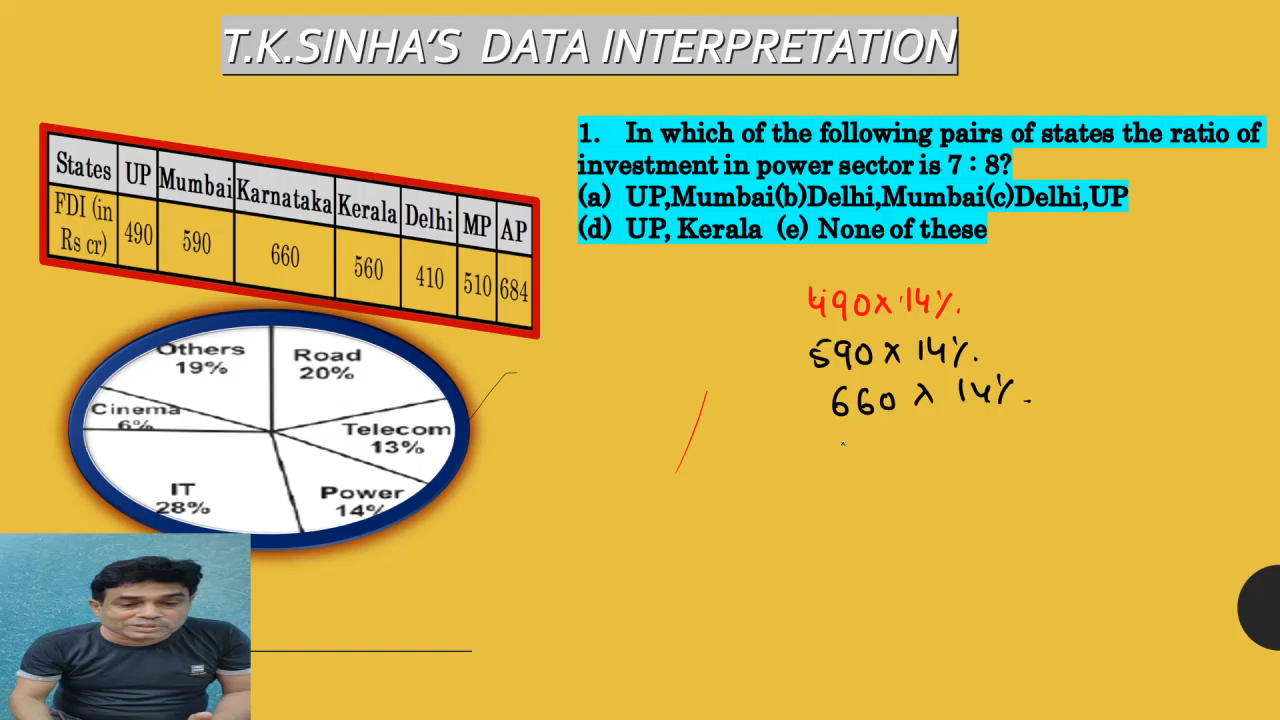 T.K.SINHA'S DATA INTERPRETATION
States UP Mumbai Karnataka Kerala Delhi MP AP
FDI (in Rs cr) 490 590 660 560 410 510 684
1. In which of the following pairs of states the ratio of
investment in power sector is 7 : 8?
(a) UP,Mumbai(b)Delhi,Mumbai(c)Delhi,UP
(d) UP, Kerala (e) None of these
490 x 14%.
590 x 14%.
660 x 14%.
Others
19%
Road
20%
Cinema
6%
Telecom
13%
IT
28%
Power
14%